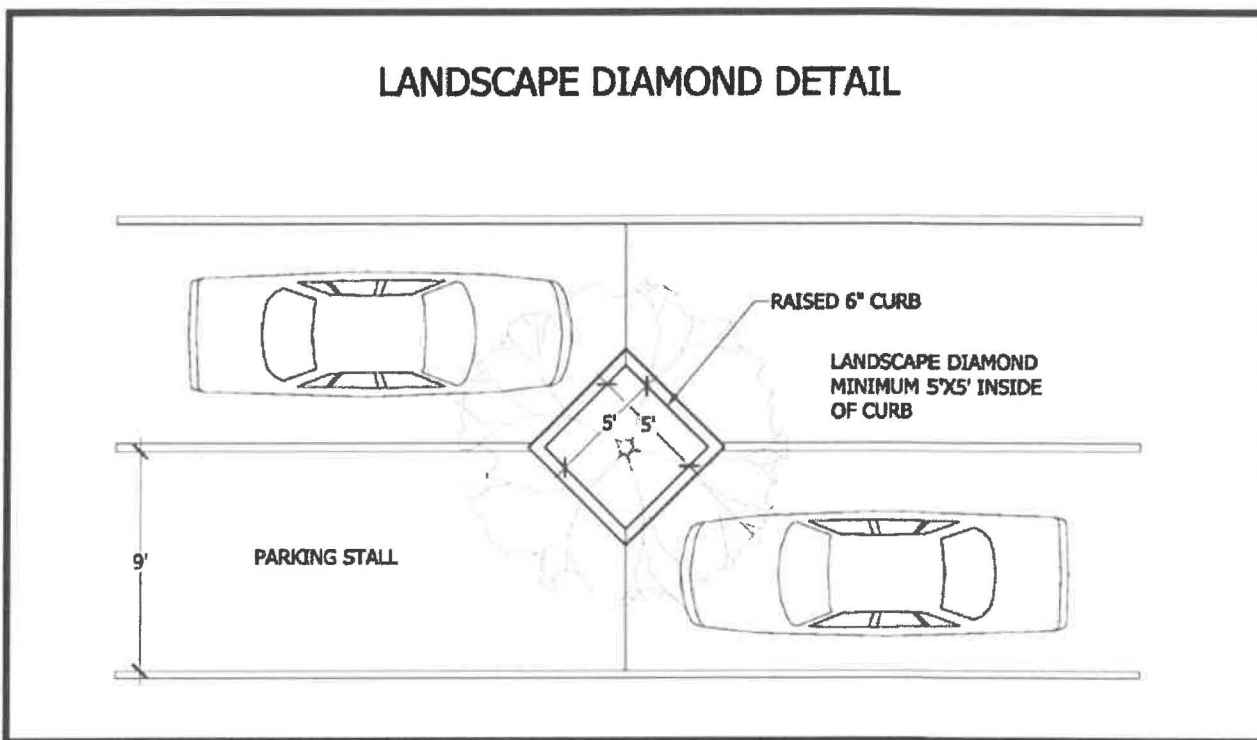 LANDSCAPE DIAMOND DETAIL
RAISED 6" CURB
LANDSCAPE DIAMOND
MINIMUM 5'X5' INSIDE
OF CURB
5'
5'
9'
PARKING STALL